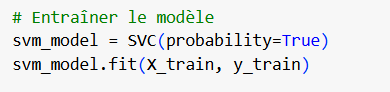 # Entraîner le modèle
svm_model = SVC(probability=True)
svm_model.fit(X_train, y_train)